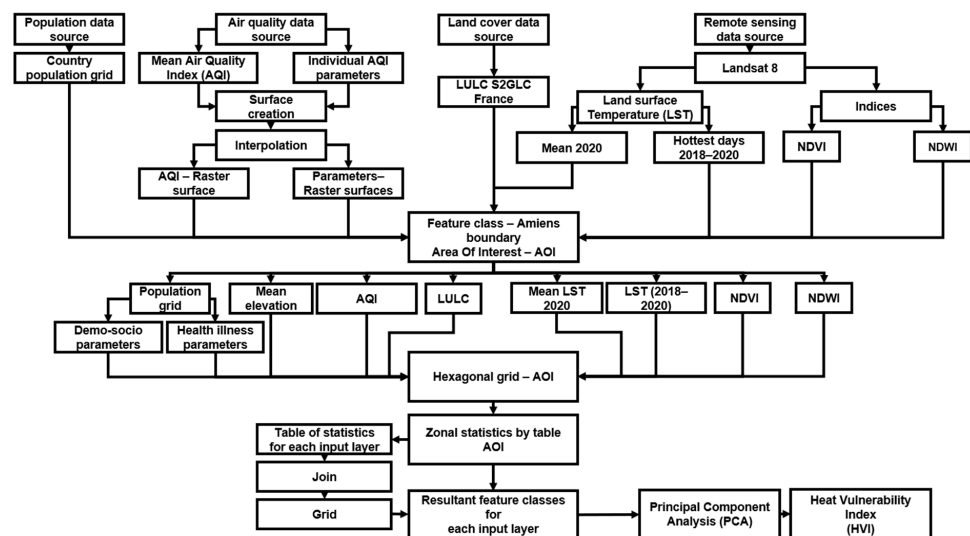 Population data
source
Air quality data
source
Land cover data
source
Remote sensing
data source
Country
population grid
Mean Air Quality
Index (AQI)
Individual AQI
parameters
Landsat 8
LULC S2GLC
France
Surface
creation
Land surface
Temperature (LST)
Indices
Interpolation
Mean 2020
Hottest days
2018–2020
NDVI
NDWI
AQI – Raster
surface
Parameters–
Raster surfaces
Feature class – Amiens
boundary
Area Of Interest – AOI
Population
grid
Mean
elevation
AQI
LULC
Mean LST
2020
LST (2018–
2020)
NDVI
NDWI
Demo-socio
parameters
Health illness
parameters
Hexagonal grid – AOI
Zonal statistics by table
AOI
Table of statistics
for each input layer
Join
Grid
Resultant feature classes
for
each input layer
Principal Component
Analysis (PCA)
Heat Vulnerability
Index
(HVI)